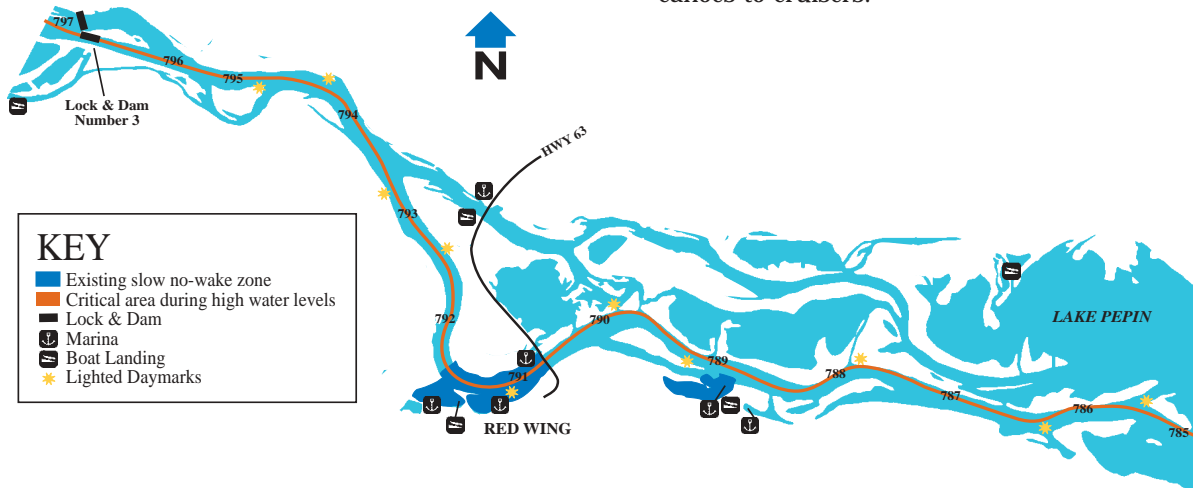 canoes to cruisers.
797
796
795
794
Lock & Dam
Number 3
N
HWY 63
793
KEY
Existing slow no-wake zone
Critical area during high water levels
Lock & Dam
Marina
Boat Landing
Lighted Daymarks
792
791
790
789
788
787
786
785
LAKE PEPIN
RED WING